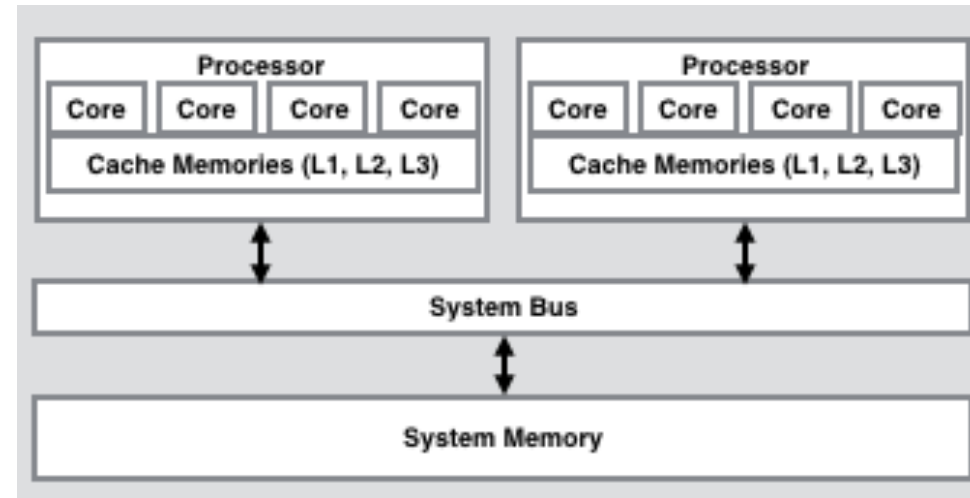 Processor
Core Core Core Core
Cache Memories (L1, L2, L3)
Processor
Core Core Core Core
Cache Memories (L1, L2, L3)
System Bus
System Memory